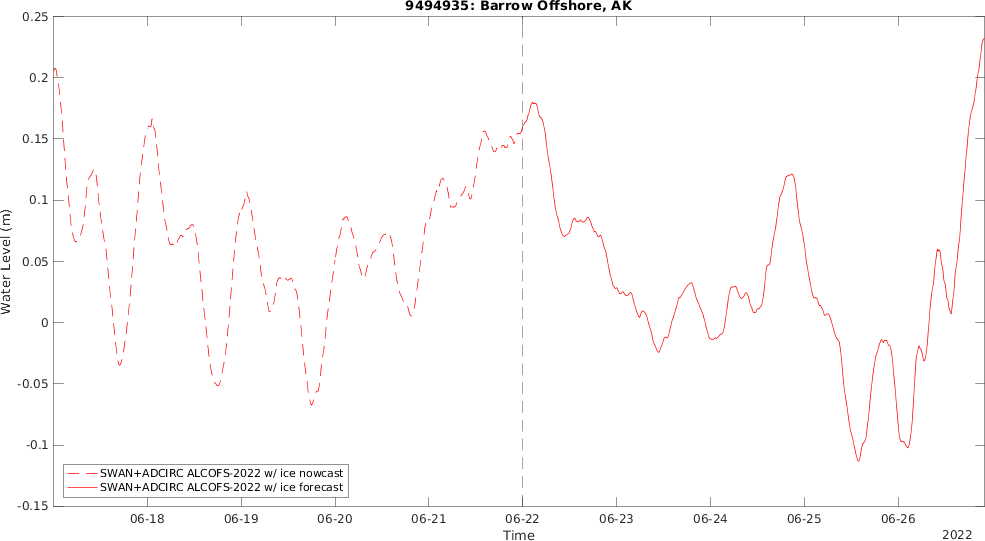 9494935: Barrow Offshore, AK
0.25
0.2
0.15
0.1
0.05
0
-0.05
-0.1
-0.15
Water Level (m)
SWAN+ADCIRC ALCOFS-2022 w/ ice nowcast
SWAN+ADCIRC ALCOFS-2022 w/ ice forecast
06-18 06-19 06-20 06-21 06-22 06-23 06-24 06-25 06-26
Time
2022